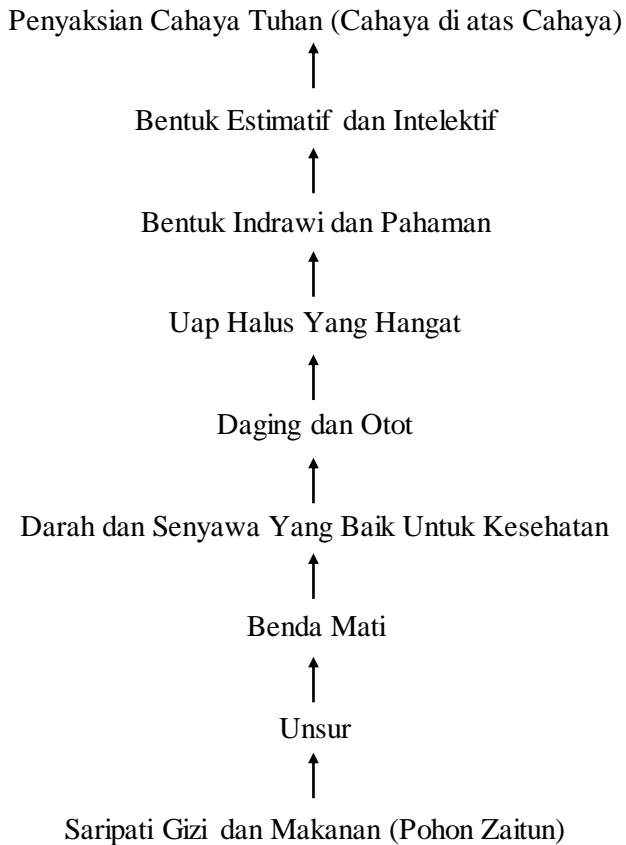 Penyaksian Cahaya Tuhan (Cahaya di atas Cahaya)
Bentuk Estimatif dan Intelektif
Bentuk Indrawi dan Pahaman
Uap Halus Yang Hangat
Daging dan Otot
Darah dan Senyawa Yang Baik Untuk Kesehatan
Benda Mati
Unsur
Saripati Gizi dan Makanan (Pohon Zaitun)